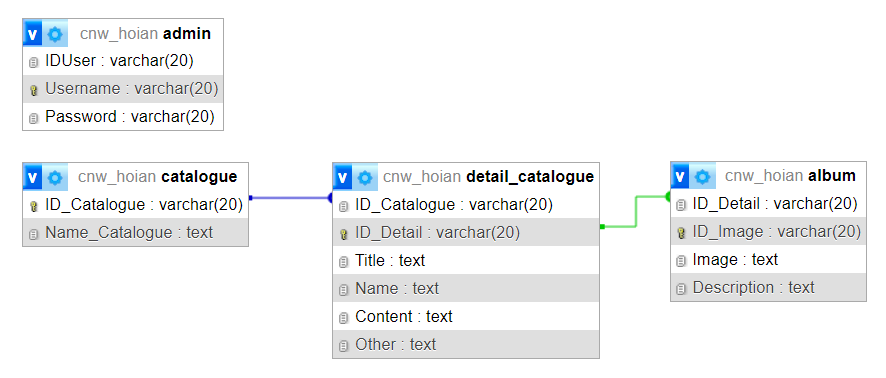 v cnw_hoian admin
IDUser : varchar(20)
Username : varchar(20)
Password : varchar(20)
v cnw_hoian catalogue
ID_Catalogue : varchar(20)
Name_Catalogue : text
v cnw_hoian detail_catalogue
ID_Catalogue : varchar(20)
ID_Detail : varchar(20)
Title : text
Name : text
Content : text
Other : text
v cnw_hoian album
ID_Detail : varchar(20)
ID_Image : varchar(20)
Image : text
Description : text